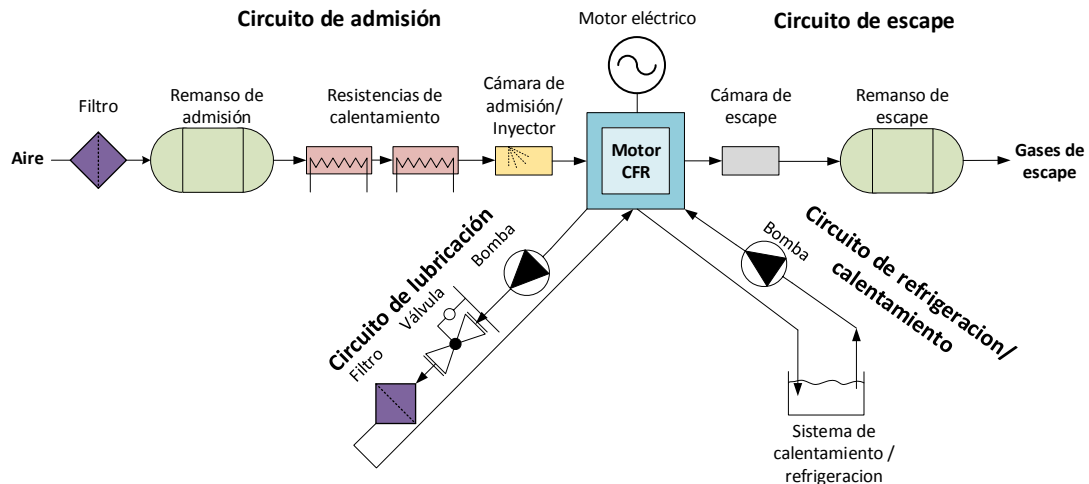 Circuito de admisión
Motor eléctrico
Circuito de escape
Filtro
Remanso de
admisión
Resistencias de
calentamiento
Cámara de
admisión/
Inyector
Cámara de
escape
Remanso de
escape
Aire
Motor
CFR
Gases de
escape
Circuito de lubricación
Bomba
Válvula
Filtro
Bomba
Circuito de refrigeracion/
calentamiento
Sistema de
calentamiento /
refrigeracion